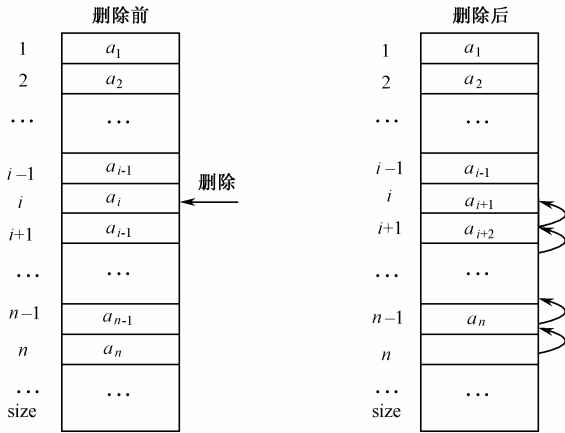 删除前
1 a1
2 a2
… …
i–1 ai-1
i ai
删除
i+1 ai-1
… …
n–1 an-1
n an
… …
size
删除后
1 a1
2 a2
… …
i–1 ai-1
i ai+1
i+1 ai+2
… …
n–1 an
n
… …
size